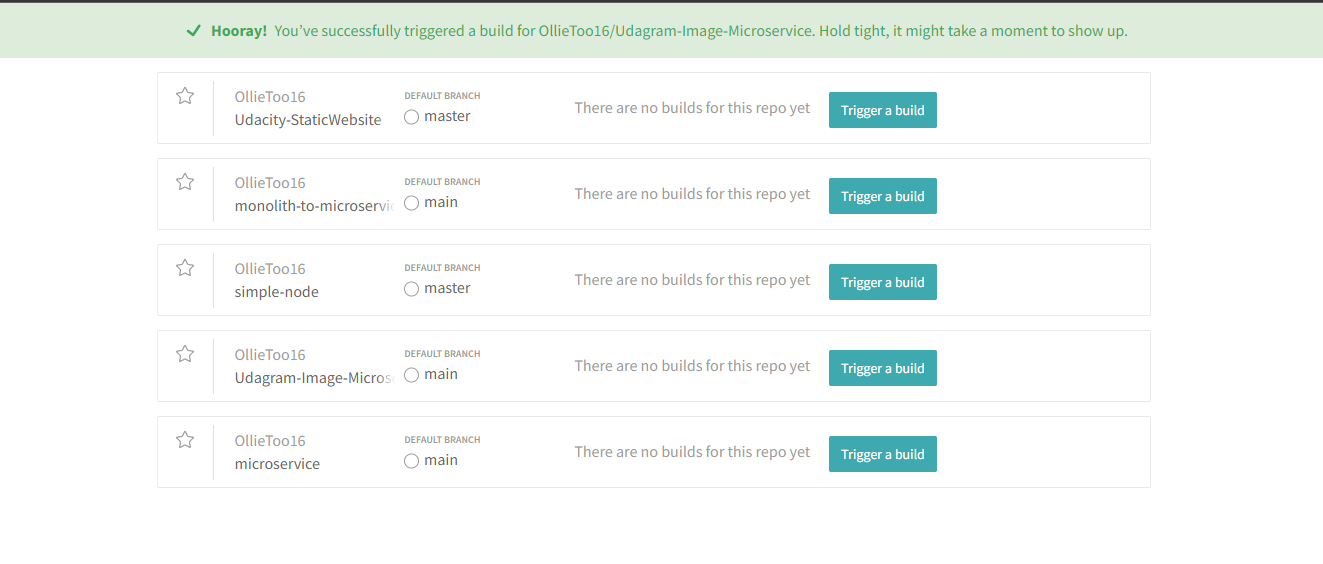 Hooray! You've successfully triggered a build for OllieToo16/Udagram-Image-Microservice. Hold tight, it might take a moment to show up.
OllieToo16
Udacity-StaticWebsite
DEFAULT BRANCH
master
There are no builds for this repo yet
Trigger a build
OllieToo16
monolith-to-microservic
DEFAULT BRANCH
main
There are no builds for this repo yet
Trigger a build
OllieToo16
simple-node
DEFAULT BRANCH
master
There are no builds for this repo yet
Trigger a build
OllieToo16
Udagram-Image-Micros
DEFAULT BRANCH
main
There are no builds for this repo yet
Trigger a build
OllieToo16
microservice
DEFAULT BRANCH
main
There are no builds for this repo yet
Trigger a build